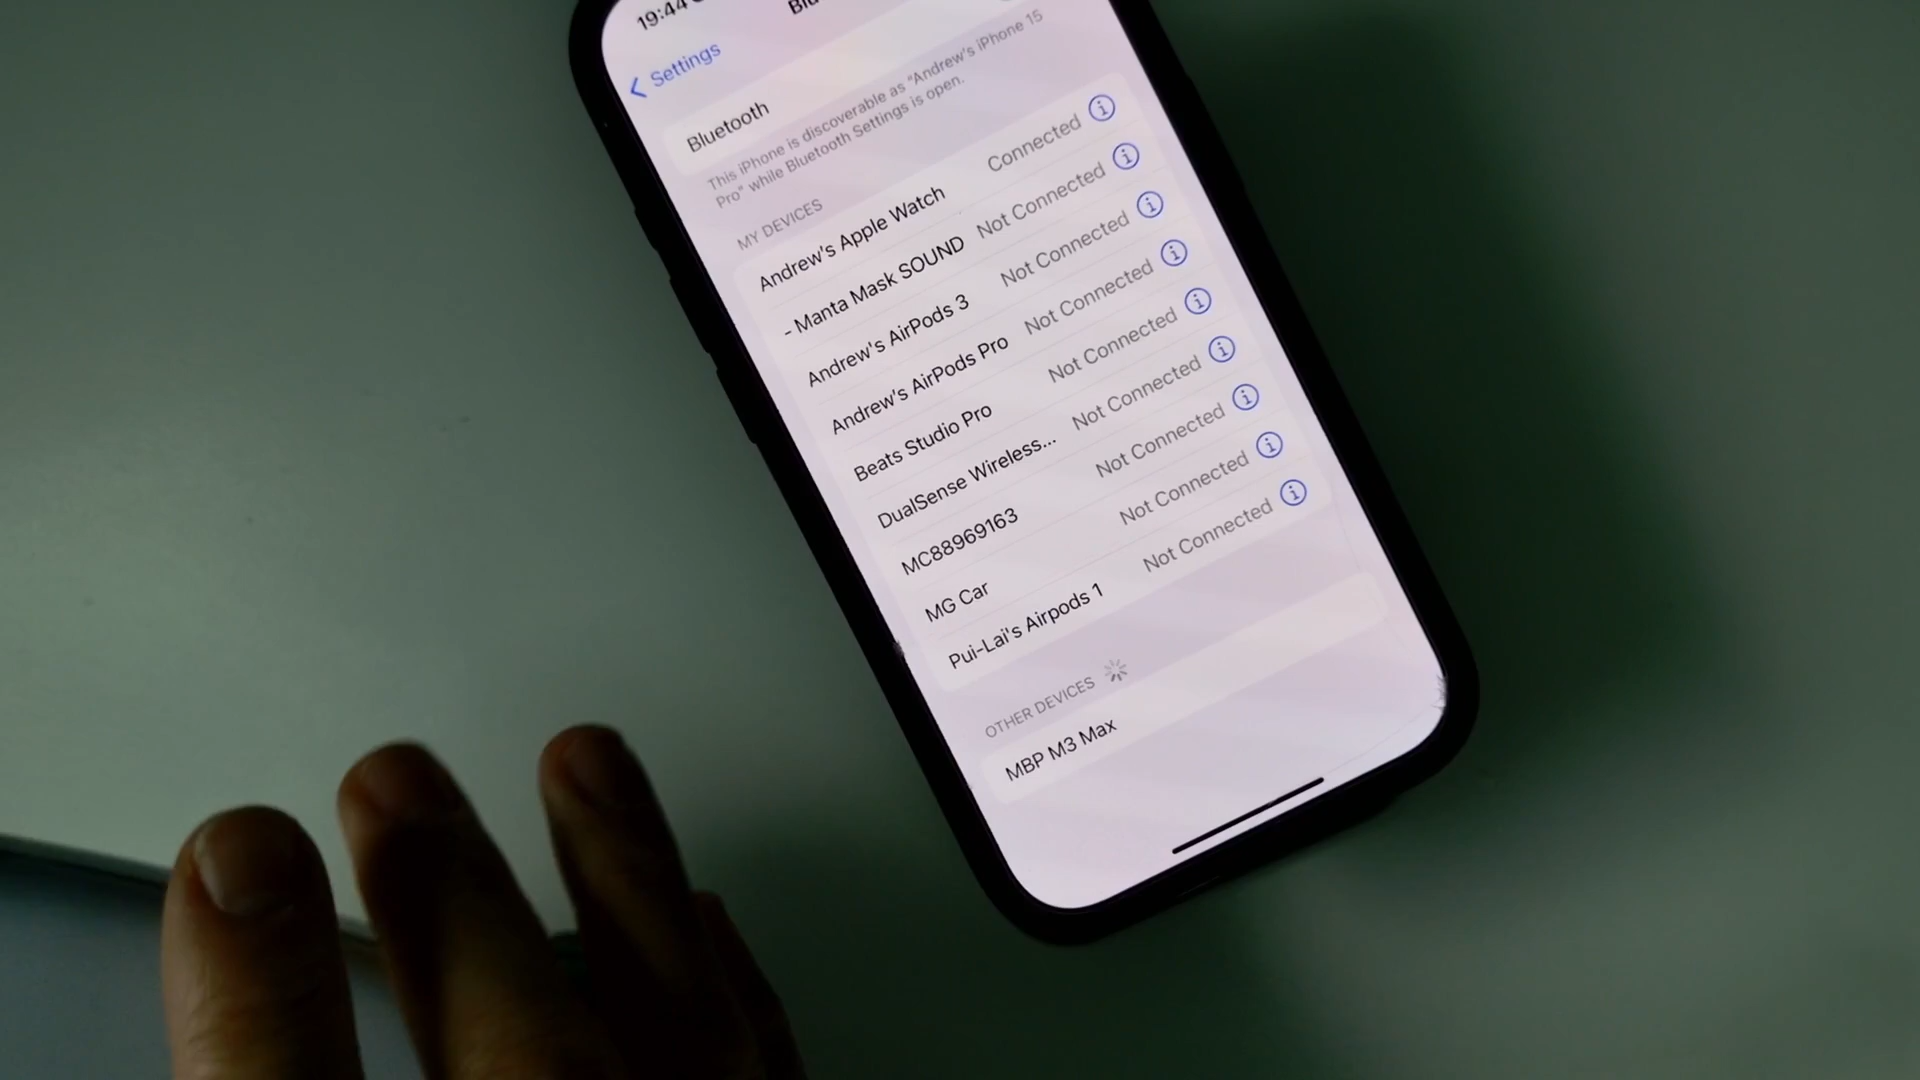 19:44
Settings
Bluetooth
This iPhone is discoverable as “Andrew’s iPhone 15
Pro” while Bluetooth Settings is open.
MY DEVICES
Andrew’s Apple Watch Connected
- Manta Mask SOUND Not Connected
Andrew’s AirPods 3 Not Connected
Andrew’s AirPods Pro Not Connected
Beats Studio Pro Not Connected
DualSense Wireless... Not Connected
MC88969163 Not Connected
MG Car Not Connected
Pui-Lai's Airpods 1 Not Connected
OTHER DEVICES
MBP M3 Max